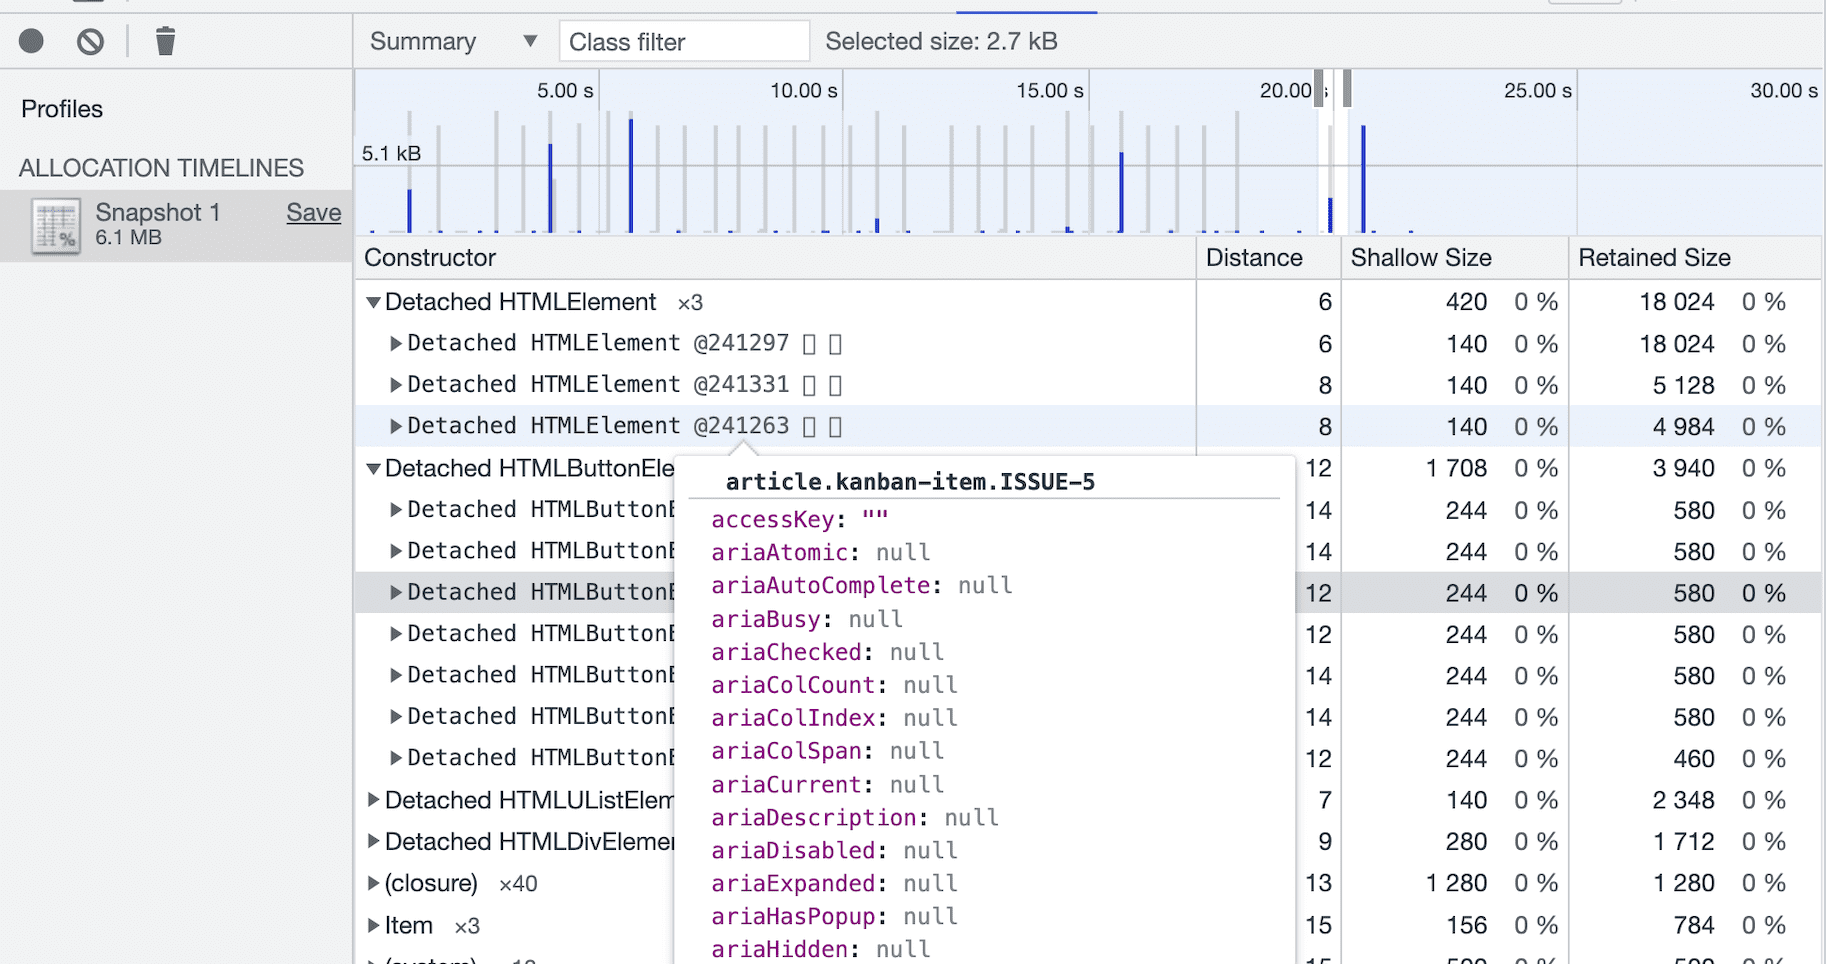 Summary ▼ Class filter Selected size: 2.7 kB
Profiles
ALLOCATION TIMELINES
Snapshot 1 Save
6.1 MB
5.00 s 10.00 s 15.00 s 20.00 s 25.00 s 30.00 s
5.1 kB
Constructor Distance Shallow Size Retained Size
▼Detached HTMLElement ×3 6 420 0 % 18 024 0 %
▶Detached HTMLElement @241297 6 140 0 % 18 024 0 %
▶Detached HTMLElement @241331 8 140 0 % 5 128 0 %
▶Detached HTMLElement @241263 8 140 0 % 4 984 0 %
▼Detached HTMLButtonEle 12 1 708 0 % 3 940 0 %
▶Detached HTMLButtonE 14 244 0 % 580 0 %
▶Detached HTMLButtonE 14 244 0 % 580 0 %
▶Detached HTMLButtonE 12 244 0 % 580 0 %
▶Detached HTMLButtonE 12 244 0 % 580 0 %
▶Detached HTMLButtonE 14 244 0 % 580 0 %
▶Detached HTMLButtonE 14 244 0 % 580 0 %
▶Detached HTMLButtonE 12 244 0 % 460 0 %
▶Detached HTMLUListElem 7 140 0 % 2 348 0 %
▶Detached HTMLDivElemen 9 280 0 % 1 712 0 %
▶(closure) ×40 13 1 280 0 % 1 280 0 %
▶Item ×3 15 156 0 % 784 0 %
article.kanban-item.ISSUE-5
accessKey: ""
ariaAtomic: null
ariaAutoComplete: null
ariaBusy: null
ariaChecked: null
ariaColCount: null
ariaColIndex: null
ariaColSpan: null
ariaCurrent: null
ariaDescription: null
ariaDisabled: null
ariaExpanded: null
ariaHasPopup: null
ariaHidden: null